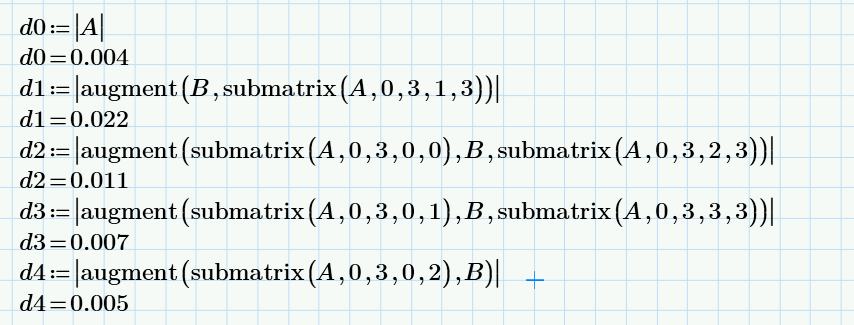 d0:=|A|
d0=0.004
d1:=|augment(B,submatrix(A,0,3,1,3))|
d1=0.022
d2:=|augment(submatrix(A,0,3,0,0),B,submatrix(A,0,3,2,3))|
d2=0.011
d3:=|augment(submatrix(A,0,3,0,1),B,submatrix(A,0,3,3,3))|
d3=0.007
d4:=|augment(submatrix(A,0,3,0,2),B)|
d4=0.005